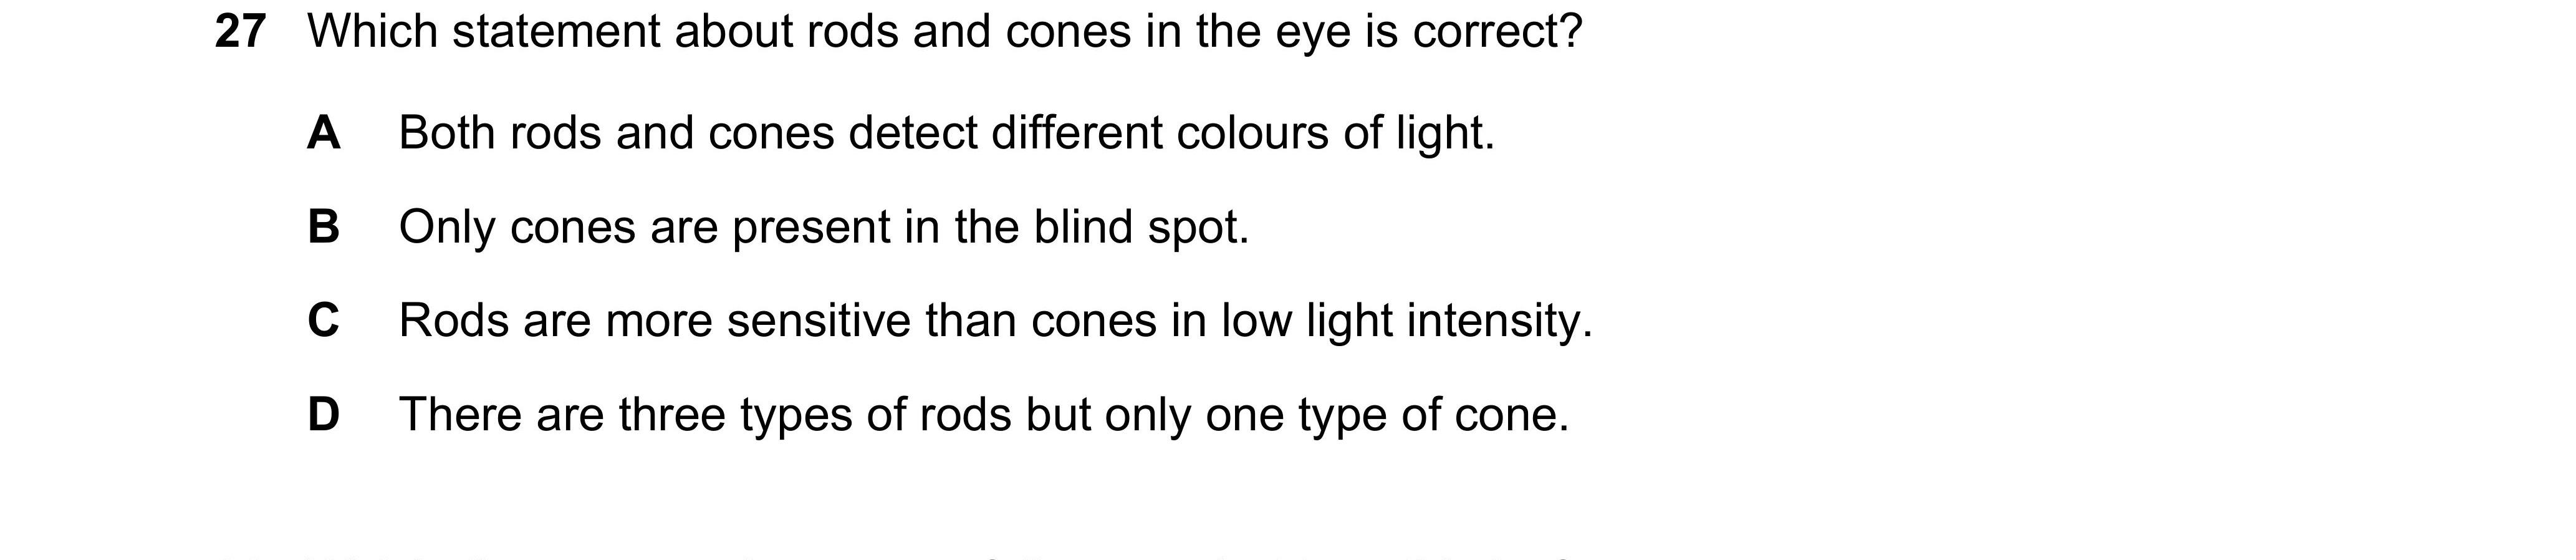 27 Which statement about rods and cones in the eye is correct?
A Both rods and cones detect different colours of light.
B Only cones are present in the blind spot.
C Rods are more sensitive than cones in low light intensity.
D There are three types of rods but only one type of cone.